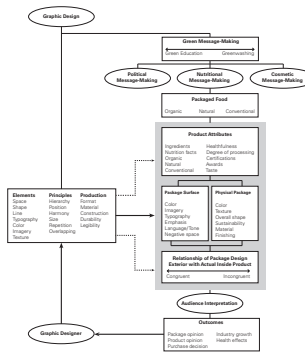 Graphic Design
Green Message-Making
Green Education Greenwashing
Political
Message-Making
Nutritional
Message-Making
Cosmetic
Message-Making
Packaged Food
Organic Natural Conventional
Product Attributes
Ingredients Healthfulness
Nutrition facts Degree of processing
Organic Certifications
Natural Awards
Conventional Taste
Elements Principles Production
Space Hierarchy Format
Shape Position Material
Line Harmony Construction
Typography Size Durability
Color Repetition Legibility
Imagery Overlapping
Texture
Package Surface
Color
Imagery
Typography
Emphasis
Language/Tone
Negative space
Physical Package
Color
Texture
Overall shape
Sustainability
Material
Finishing
Relationship of Package Design
Exterior with Actual Inside Product
Congruent Incongruent
Audience Interpretation
Graphic Designer
Outcomes
Package opinion Industry growth
Product opinion Health effects
Purchase decision